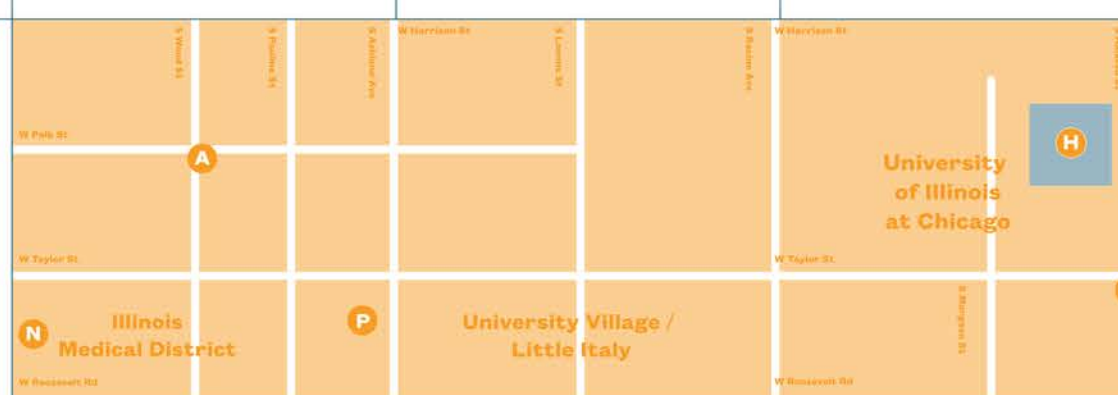 S Wood St
S Paulina St
S Ashland Ave
W Harrison St
S Loomis St
S Racine Ave
W Harrison St
W Polk St
A
H
University
of Illinois
at Chicago
W Taylor St
W Taylor St
N
Illinois
Medical District
P
University Village /
Little Italy
S Morgan St
W Roosevelt Rd
W Roosevelt Rd